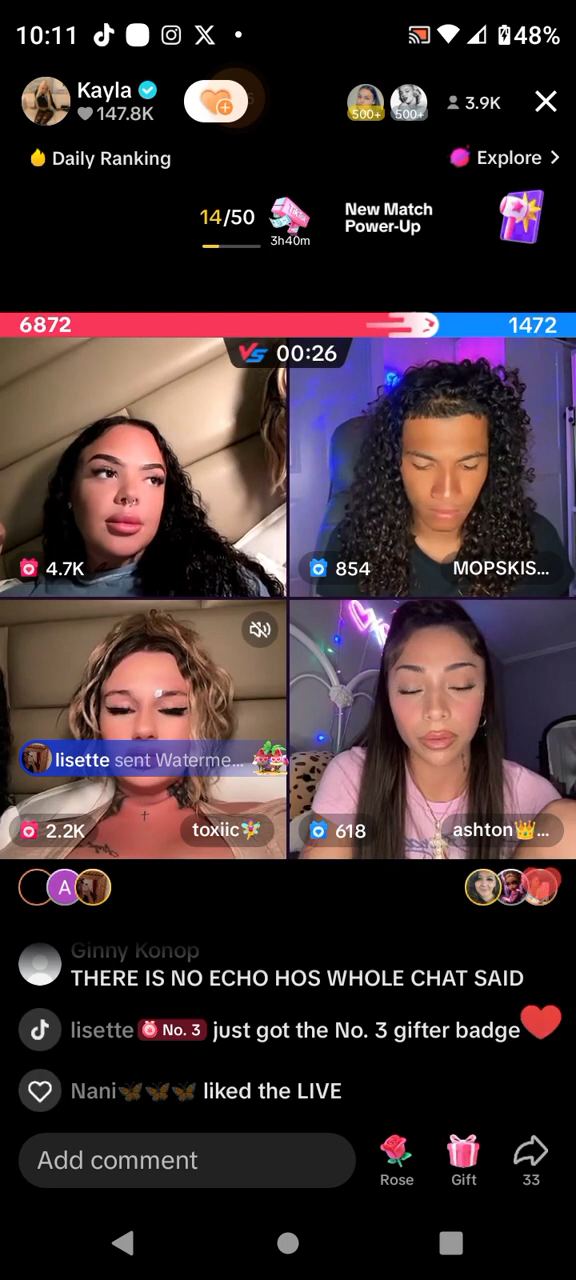 10:11
48%
Kayla
147.8K
500+
500+
3.9K
Daily Ranking
Explore
14/50
3h40m
New Match
Power-Up
6872
1472
VS 00:26
4.7K
854
MOPSKIS...
lisette sent Waterme...
2.2K
toxiic
618
ashton...
A
Ginny Konop
THERE IS NO ECHO HOS WHOLE CHAT SAID
lisette No. 3 just got the No. 3 gifter badge
Nani liked the LIVE
Add comment
Rose
Gift
33